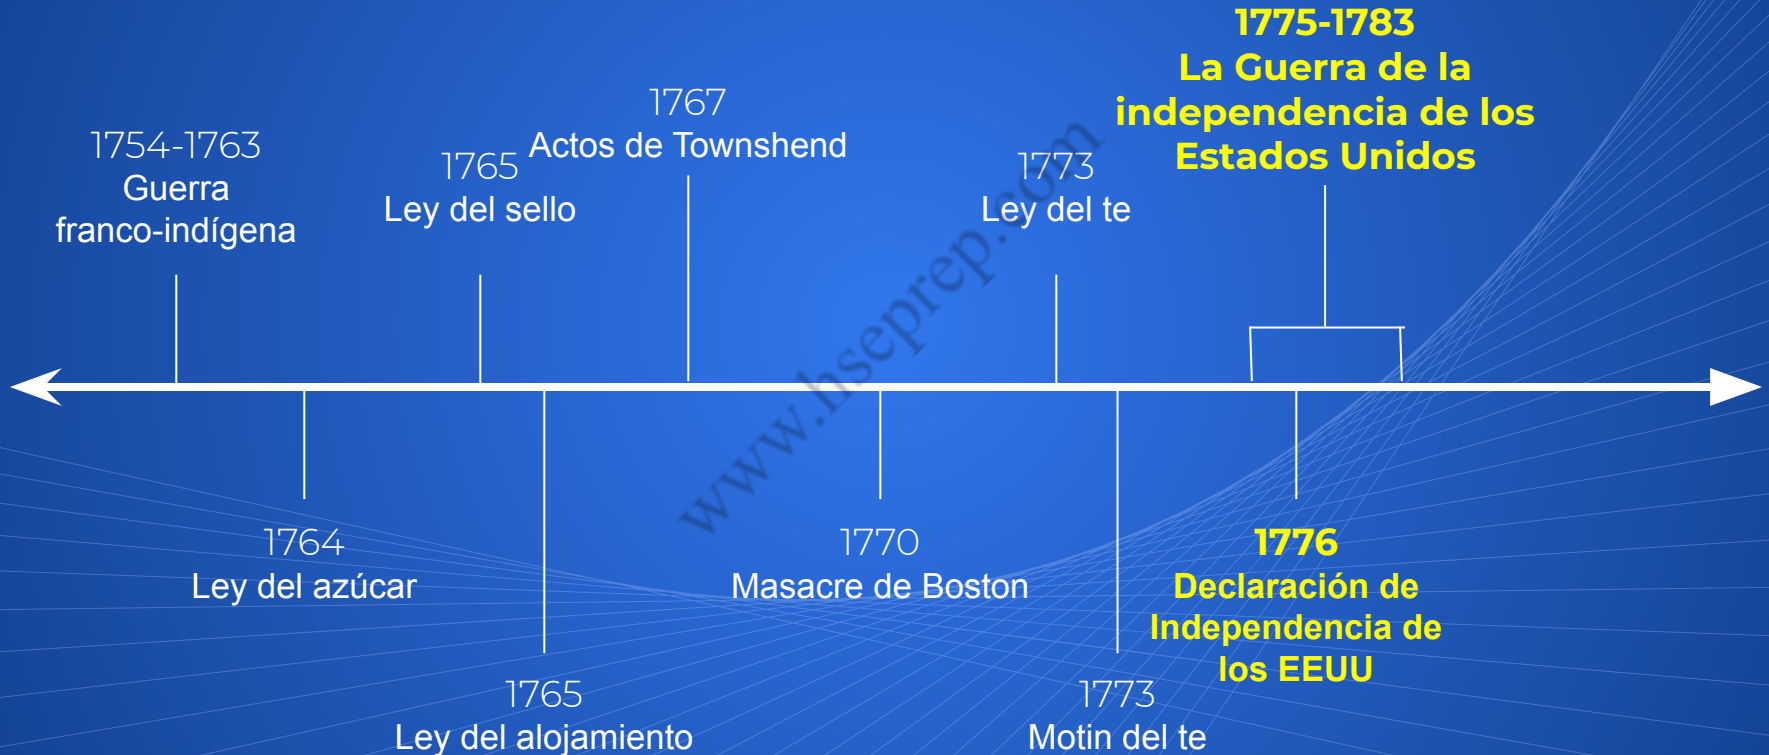 1754-1763
Guerra
franco-indígena
1764
Ley del azúcar
1765
Ley del sello
1765
Ley del alojamiento
1767
Actos de Townshend
1770
Masacre de Boston
1773
Ley del te
1773
Motin del te
1775-1783
La Guerra de la
independencia de los
Estados Unidos
1776
Declaración de
Independencia de
los EEUU
www.hseprep.com